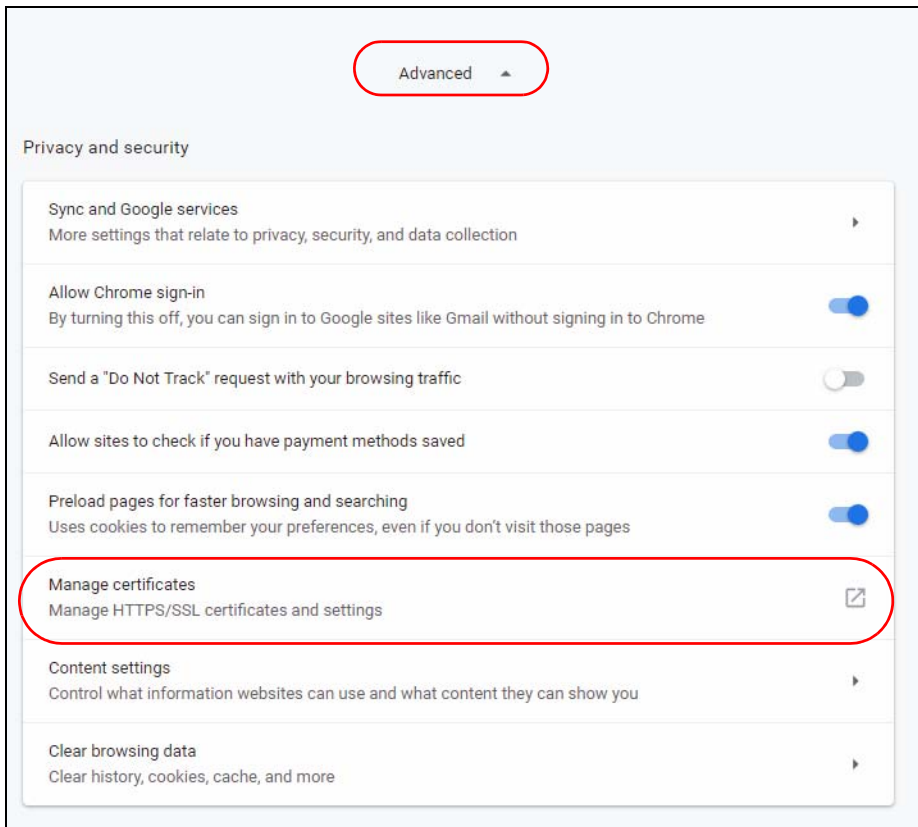 Advanced
Privacy and security
Sync and Google services
More settings that relate to privacy, security, and data collection
Allow Chrome sign-in
By turning this off, you can sign in to Google sites like Gmail without signing in to Chrome
Send a "Do Not Track" request with your browsing traffic
Allow sites to check if you have payment methods saved
Preload pages for faster browsing and searching
Uses cookies to remember your preferences, even if you don't visit those pages
Manage certificates
Manage HTTPS/SSL certificates and settings
Content settings
Control what information websites can use and what content they can show you
Clear browsing data
Clear history, cookies, cache, and more